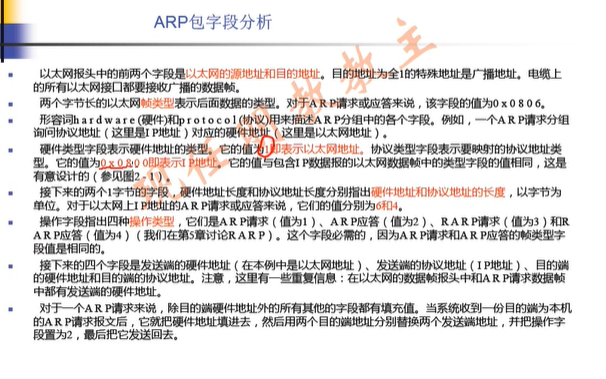 ARP包字段分析
以太网报头中的前两个字段是以太网的源地址和目的地址。目的地址为全1的特殊地址是广播地址。电缆上
的所有以太网接口都要接收广播的数据帧。
两个字节长的以太网帧类型表示后面数据的类型。对于ARP请求或应答来说，该字段的值为0x0806。
形容词hardware(硬件)和protocol(协议)用来描述ARP分组中的各个字段。例如，一个ARP请求分组
询问协议地址（这里是IP地址）对应的硬件地址（这里是以太网地址）。
硬件类型字段表示硬件地址的类型。它的值为1即表示以太网地址。协议类型字段表示要映射的协议地址类
型。它的值为0x0800即表示IP地址。它的值与包含IP数据报的以太网数据帧中的类型字段的值相同，这是
有意设计的（参见图2-1）。
接下来的两个1字节的字段，硬件地址长度和协议地址长度分别指出硬件地址和协议地址的长度，以字节为
单位。对于以太网上IP地址的ARP请求或应答来说，它们的值分别为6和4。
操作字段指出四种操作类型，它们是ARP请求（值为1）、ARP应答（值为2）、RARP请求（值为3）和R
ARP应答（值为4）（我们在第5章讨论RARP）。这个字段必需的，因为ARP请求和ARP应答的帧类型字
段值是相同的。
接下来的四个字段是发送端的硬件地址（在本例中是以太网地址）、发送端的协议地址（IP地址）、目的端
的硬件地址和目的端的协议地址。注意，这里有一些重复信息：在以太网的数据帧报头中和ARP请求数据帧
中都有发送端的硬件地址。
对于一个ARP请求来说，除目的端硬件地址外的所有其他的字段都有填充值。当系统收到一份目的端为本机
的ARP请求报文后，它就把硬件地址填进去，然后用两个目的端地址分别替换两个发送端地址，并把操作字
段置为2，最后把它发送回去。